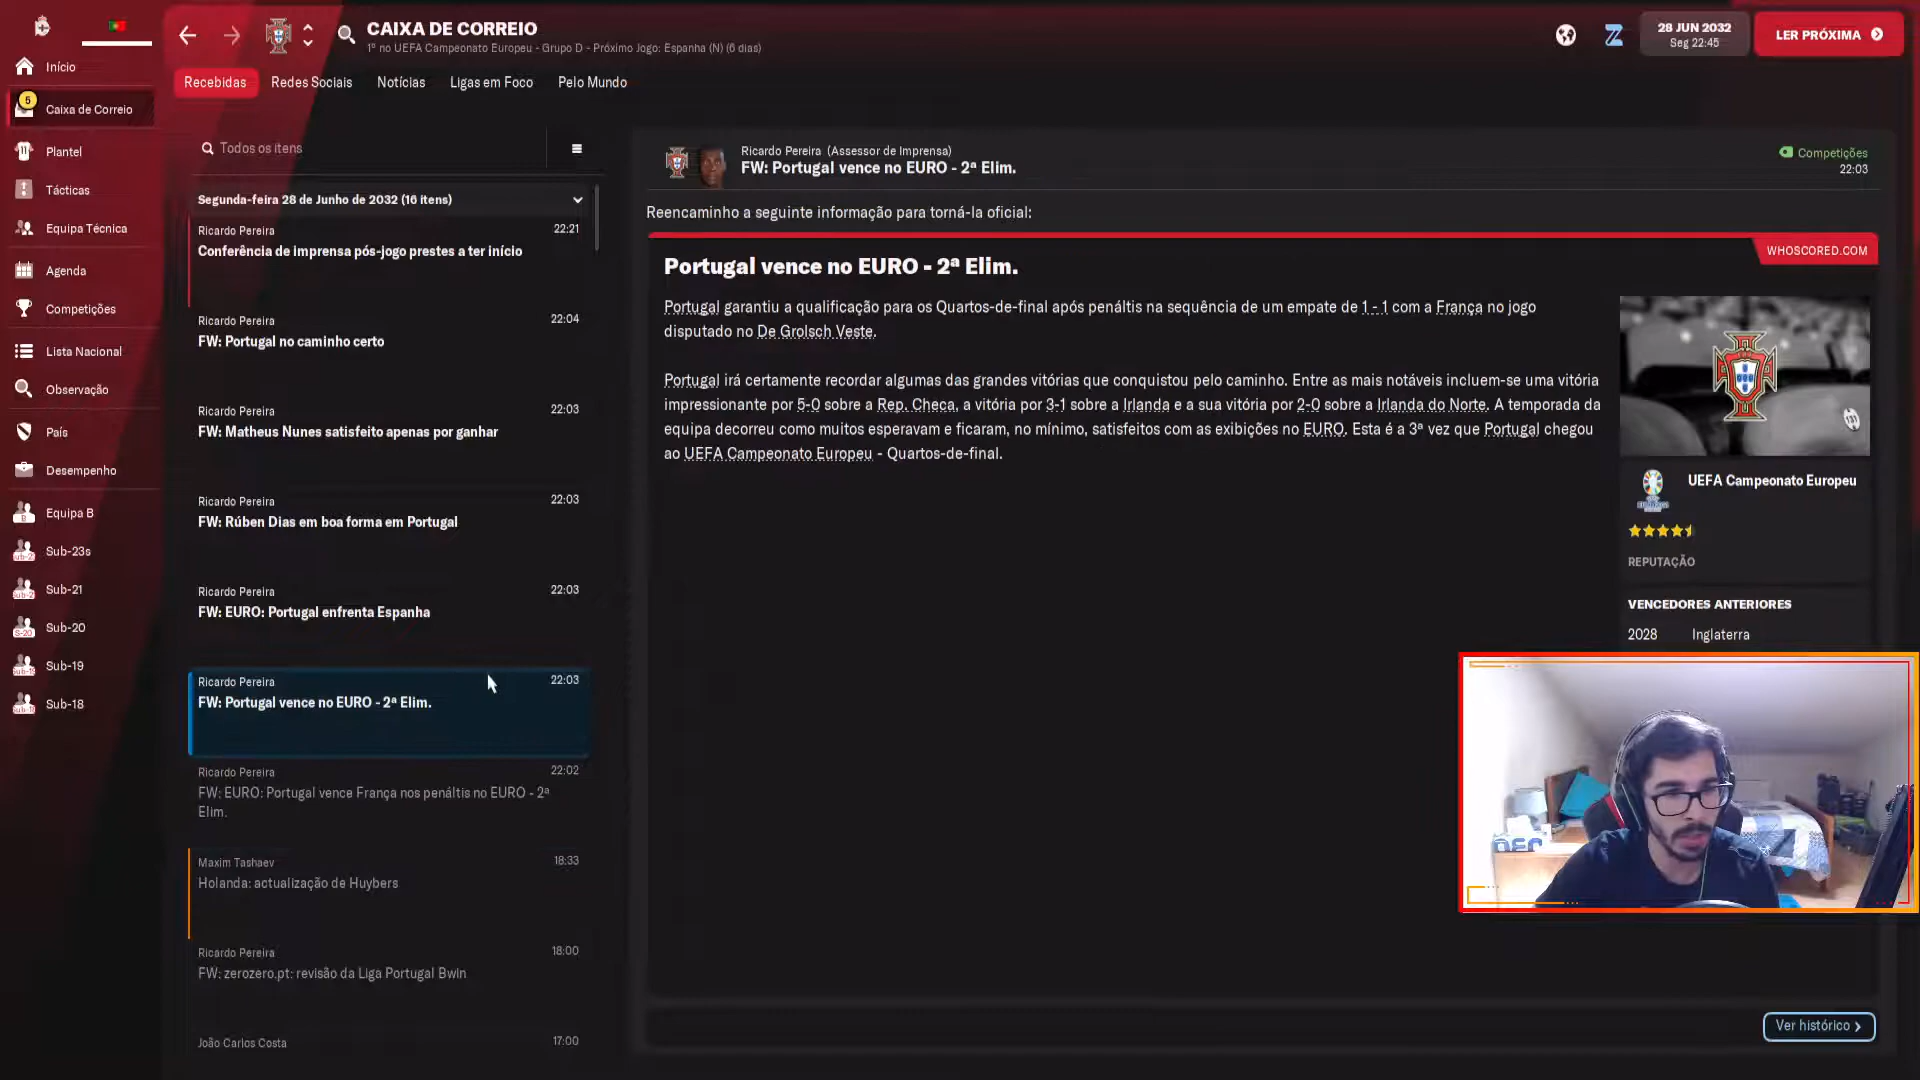 CAIXA DE CORREIO
1º no UEFA Campeonato Europeu - Grupo D - Próximo Jogo: Espanha (N) (6 dias)
28 JUN 2032
Seg 22:45
LER PRÓXIMA
Início
5
Caixa de Correio
Plantel
Tácticas
Equipa Técnica
Agenda
Competições
Lista Nacional
Observação
País
Desempenho
Equipa B
Sub-23s
Sub-21
Sub-20
Sub-19
Sub-18
Recebidas
Redes Sociais
Notícias
Ligas em Foco
Pelo Mundo
Todos os itens
Segunda-feira 28 de Junho de 2032 (16 itens)
Ricardo Pereira
22:21
Conferência de imprensa pós-jogo prestes a ter início
Ricardo Pereira
22:04
FW: Portugal no caminho certo
Ricardo Pereira
22:03
FW: Matheus Nunes satisfeito apenas por ganhar
Ricardo Pereira
22:03
FW: Rúben Dias em boa forma em Portugal
Ricardo Pereira
22:03
FW: EURO: Portugal enfrenta Espanha
Ricardo Pereira
22:03
FW: Portugal vence no EURO - 2ª Elim.
Ricardo Pereira
22:02
FW: EURO: Portugal vence França nos penáltis no EURO - 2ª
Elim.
Maxim Tashaev
18:33
Holanda: actualização de Huybers
Ricardo Pereira
18:00
FW: zerozero.pt: revisão da Liga Portugal Bwin
João Carlos Costa
17:00
Ricardo Pereira (Assessor de Imprensa)
FW: Portugal vence no EURO - 2ª Elim.
Competições
22:03
Reencaminho a seguinte informação para torná-la oficial:
WHOSCORED.COM
Portugal vence no EURO - 2ª Elim.
Portugal garantiu a qualificação para os Quartos-de-final após penáltis na sequência de um empate de 1 - 1 com a França no jogo
disputado no De Grolsch Veste.
Portugal irá certamente recordar algumas das grandes vitórias que conquistou pelo caminho. Entre as mais notáveis incluem-se uma vitória
impressionante por 5-0 sobre a Rep. Checa, a vitória por 3-1 sobre a Irlanda e a sua vitória por 2-0 sobre a Irlanda do Norte. A temporada da
equipa decorreu como muitos esperavam e ficaram, no mínimo, satisfeitos com as exibições no EURO. Esta é a 3ª vez que Portugal chegou
ao UEFA Campeonato Europeu - Quartos-de-final.
UEFA Campeonato Europeu
REPUTAÇÃO
VENCEDORES ANTERIORES
2028 Inglaterra
Ver histórico